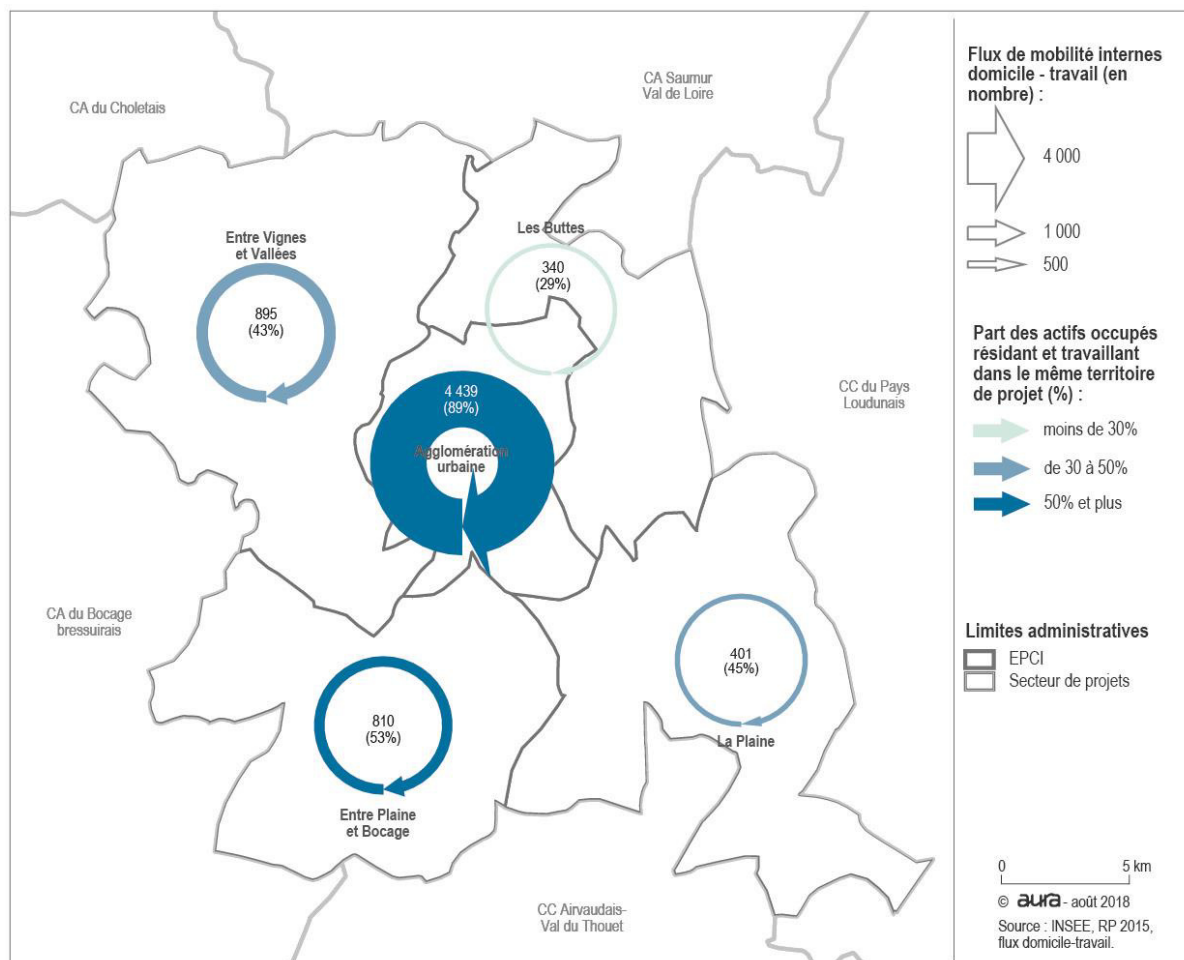 CA du Choletais
CA Saumur
Val de Loire
Entre Vignes
et Vallées
895
(43%)
Les Buttes
340
(29%)
4 439
(89%)
Agglomération
urbaine
CC du Pays
Loudunais
CA du Bocage
bressuirais
401
(45%)
La Plaine
810
(53%)
Entre Plaine
et Bocage
CC Airvaudais-
Val du Thouet
Flux de mobilité internes
domicile - travail (en
nombre) :
4 000
1 000
500
Part des actifs occupés
résidant et travaillant
dans le même territoire
de projet (%) :
moins de 30%
de 30 à 50%
50% et plus
Limites administratives
EPCI
Secteur de projets
0 5 km
© aura - août 2018
Source : INSEE, RP 2015,
flux domicile-travail.